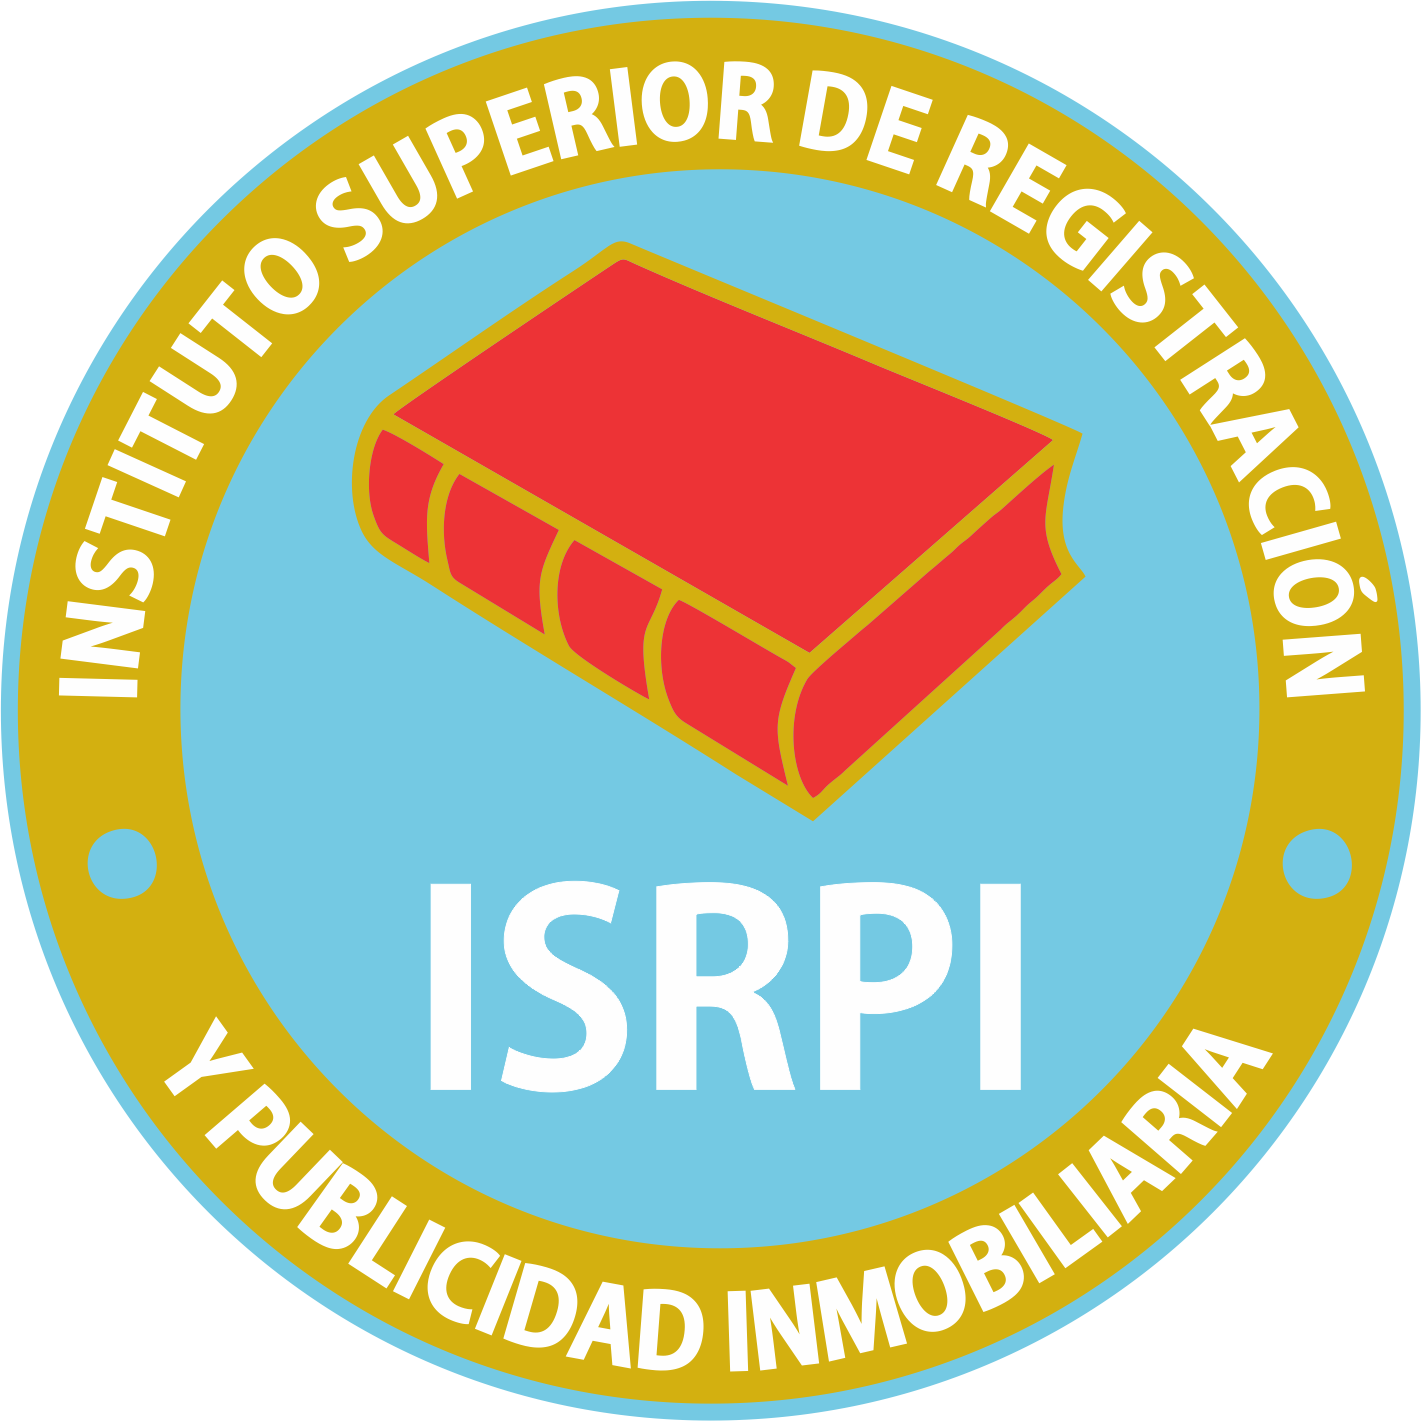 INSTITUTO SUPERIOR DE REGISTRACIÓN
ISRPI
Y PUBLICIDAD INMOBILIARIA